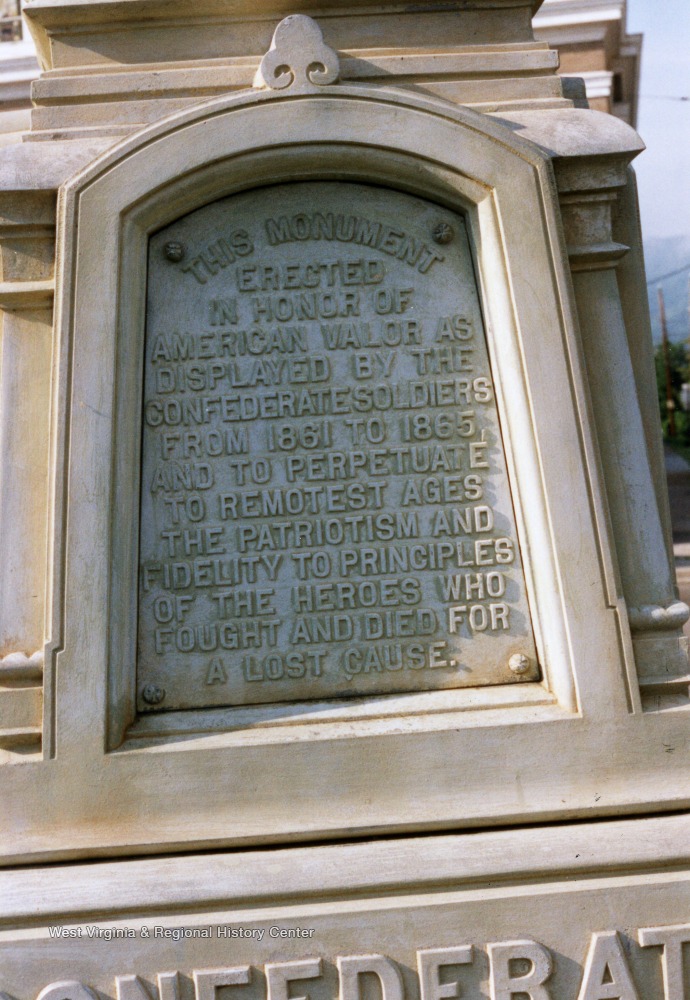 THIS MONUMENT
ERECTED
IN HONOR OF
AMERICAN VALOR AS
DISPLAYED BY THE
CONFEDERATE SOLDIERS
FROM 1861 TO 1865,
AND TO PERPETUATE
TO REMOTEST AGES
THE PATRIOTISM AND
FIDELITY TO PRINCIPLES
OF THE HEROES WHO
FOUGHT AND DIED FOR
A LOST CAUSE.
West Virginia & Regional History Center
CONFEDERAT